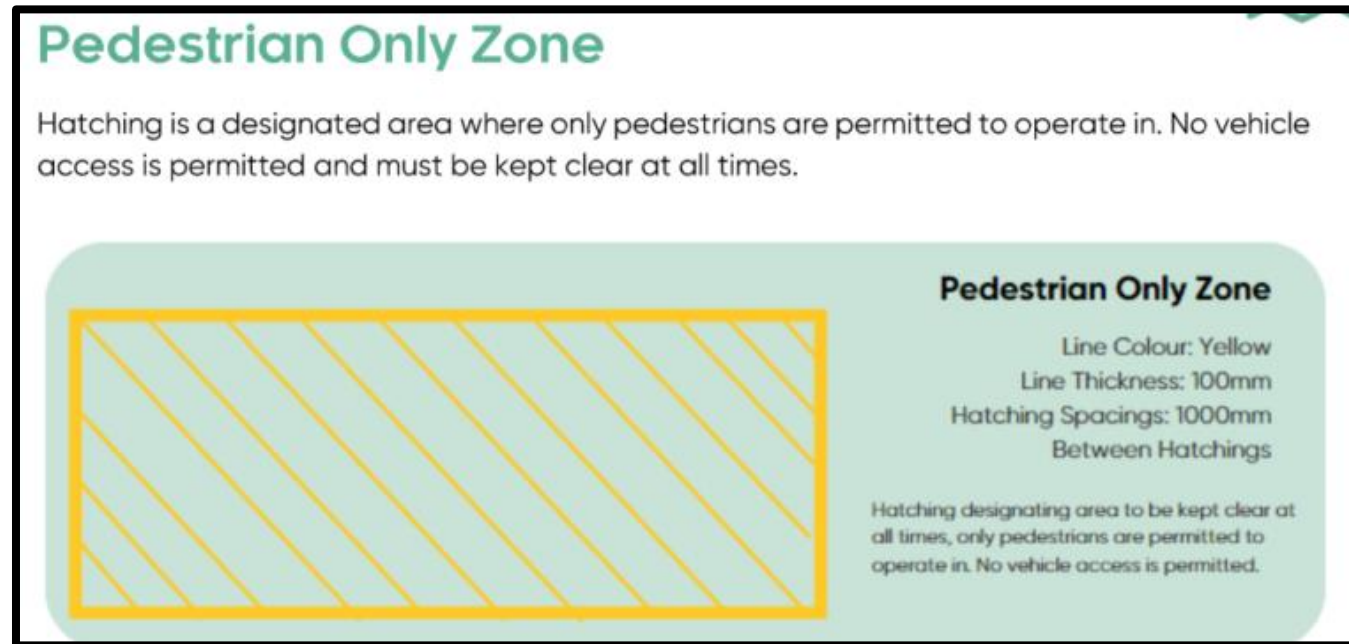 Pedestrian Only Zone
Hatching is a designated area where only pedestrians are permitted to operate in. No vehicle
access is permitted and must be kept clear at all times.
Pedestrian Only Zone
Line Colour: Yellow
Line Thickness: 100mm
Hatching Spacings: 1000mm
Between Hatchings
Hatching designating area to be kept clear at
all times, only pedestrians are permitted to
operate in. No vehicle access is permitted.